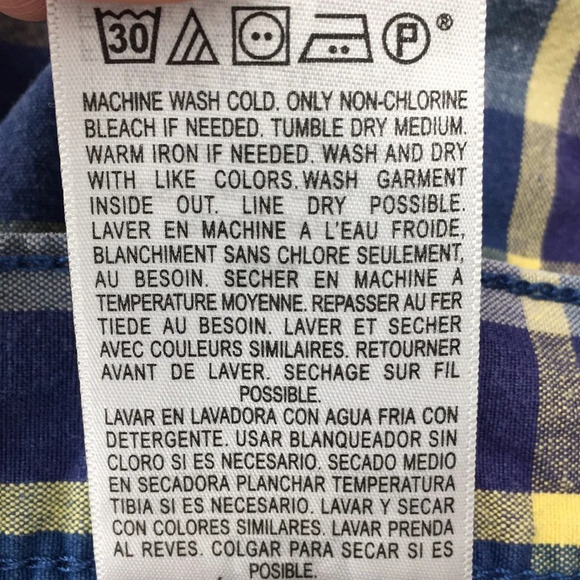 30 P ®
MACHINE WASH COLD. ONLY NON-CHLORINE
BLEACH IF NEEDED. TUMBLE DRY MEDIUM.
WARM IRON IF NEEDED. WASH AND DRY
WITH LIKE COLORS. WASH GARMENT
INSIDE OUT. LINE DRY POSSIBLE.
LAVER EN MACHINE A L'EAU FROIDE,
BLANCHIMENT SANS CHLORE SEULEMENT,
AU BESOIN. SECHER EN MACHINE A
TEMPERATURE MOYENNE. REPASSER AU FER
TIEDE AU BESOIN. LAVER ET SECHER
AVEC COULEURS SIMILAIRES. RETOURNER
AVANT DE LAVER. SECHAGE SUR FIL
POSSIBLE.
LAVAR EN LAVADORA CON AGUA FRIA CON
DETERGENTE. USAR BLANQUEADOR SIN
CLORO SI ES NECESARIO. SECADO MEDIO
EN SECADORA PLANCHAR TEMPERATURA
TIBIA SI ES NECESARIO. LAVAR Y SECAR
CON COLORES SIMILARES. LAVAR PRENDA
AL REVES. COLGAR PARA SECAR SI ES
POSIBLE.